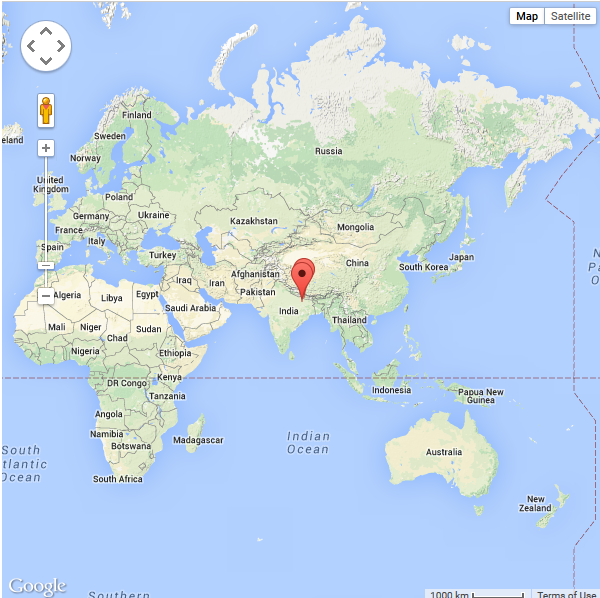 Map
Satellite
Finland
eland
Sweden
Norway
Russia
United
Kingdom
Poland
Germany
Ukraine
Kazakhstan
France
Mongolia
Italy
Spain
Turkey
Japan
N
China
South Korea
Pa
O
Afghanistan
Iraq
Iran
Algeria
Libya
Egypt
Pakistan
Saudi Arabia
India
Thailand
Mali
Niger
Sudan
Chad
Nigeria
Ethiopia
Kenya
DR Congo
Indonesia
Papua New
Guinea
Tanzania
Angola
Namibia
Botswana
Madagascar
Indian
Ocean
South
tlantic
Ocean
Australia
South Africa
New
Zealand
Google
Southern
1000 km
Terms of Use